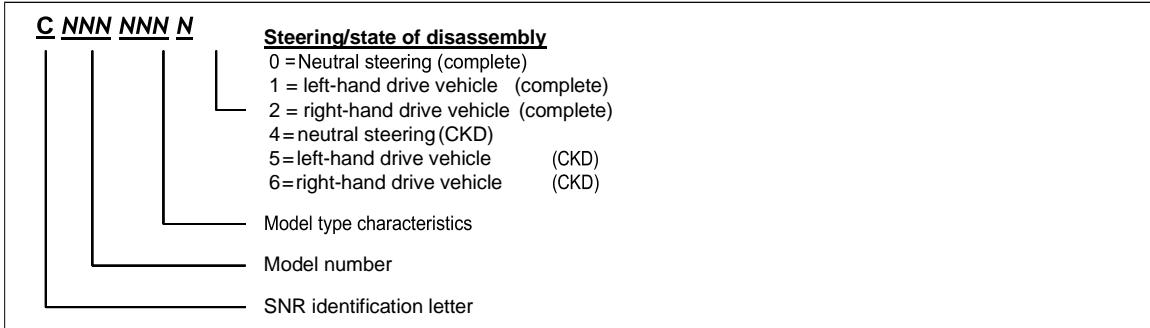 C NNN NNN N
Steering/state of disassembly
0 =Neutral steering (complete)
1 = left-hand drive vehicle (complete)
2 = right-hand drive vehicle (complete)
4=neutral steering (CKD)
5=left-hand drive vehicle (CKD)
6=right-hand drive vehicle (CKD)
Model type characteristics
Model number
SNR identification letter